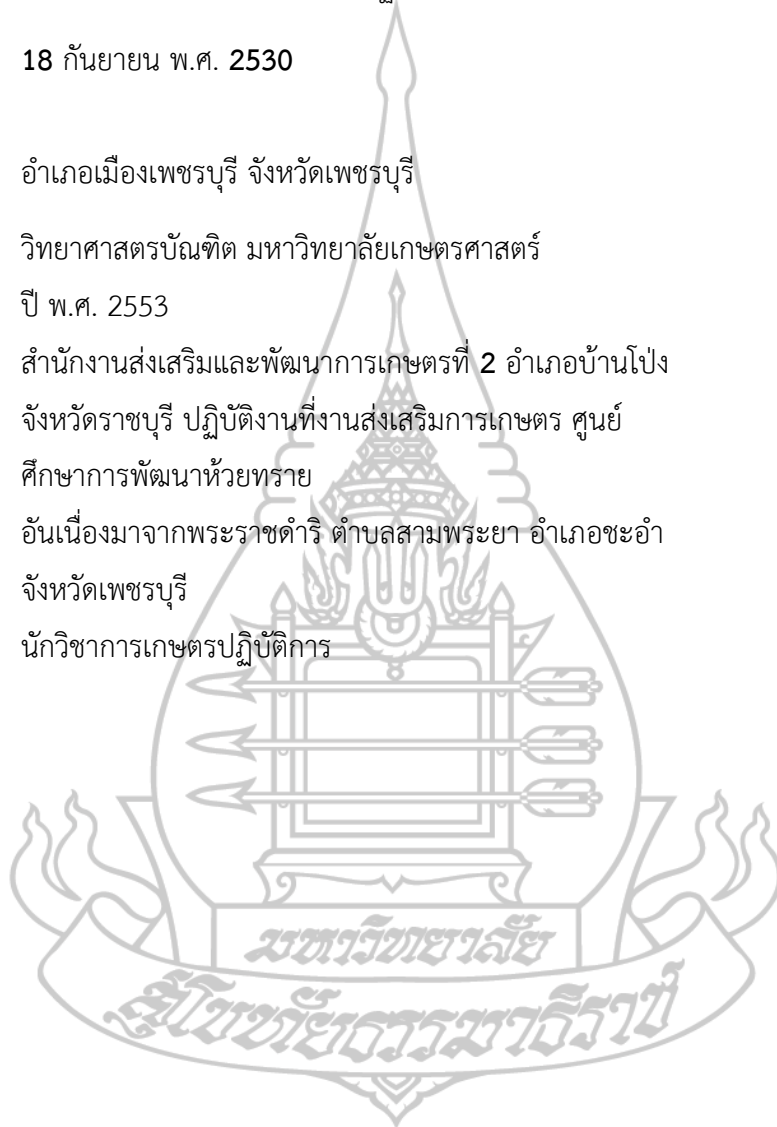 18 กันยายน พ.ศ. 2530
อำเภอเมืองเพชรบุรี จังหวัดเพชรบุรี
วิทยาศาสตรบัณฑิต มหาวิทยาลัยเกษตรศาสตร์
ปี พ.ศ. 2553
สำนักงานส่งเสริมและพัฒนาการเกษตรที่ 2 อำเภอบ้านโป่ง
จังหวัดราชบุรี ปฏิบัติงานที่งานส่งเสริมการเกษตร ศูนย์
ศึกษาการพัฒนาห้วยทราย
อันเนื่องมาจากพระราชดำริ ตำบลสามพระยา อำเภอชะอำ
จังหวัดเพชรบุรี
นักวิชาการเกษตรปฏิบัติการ
มหาวิทยาลัย
สุโขทัยธรรมาธิราช